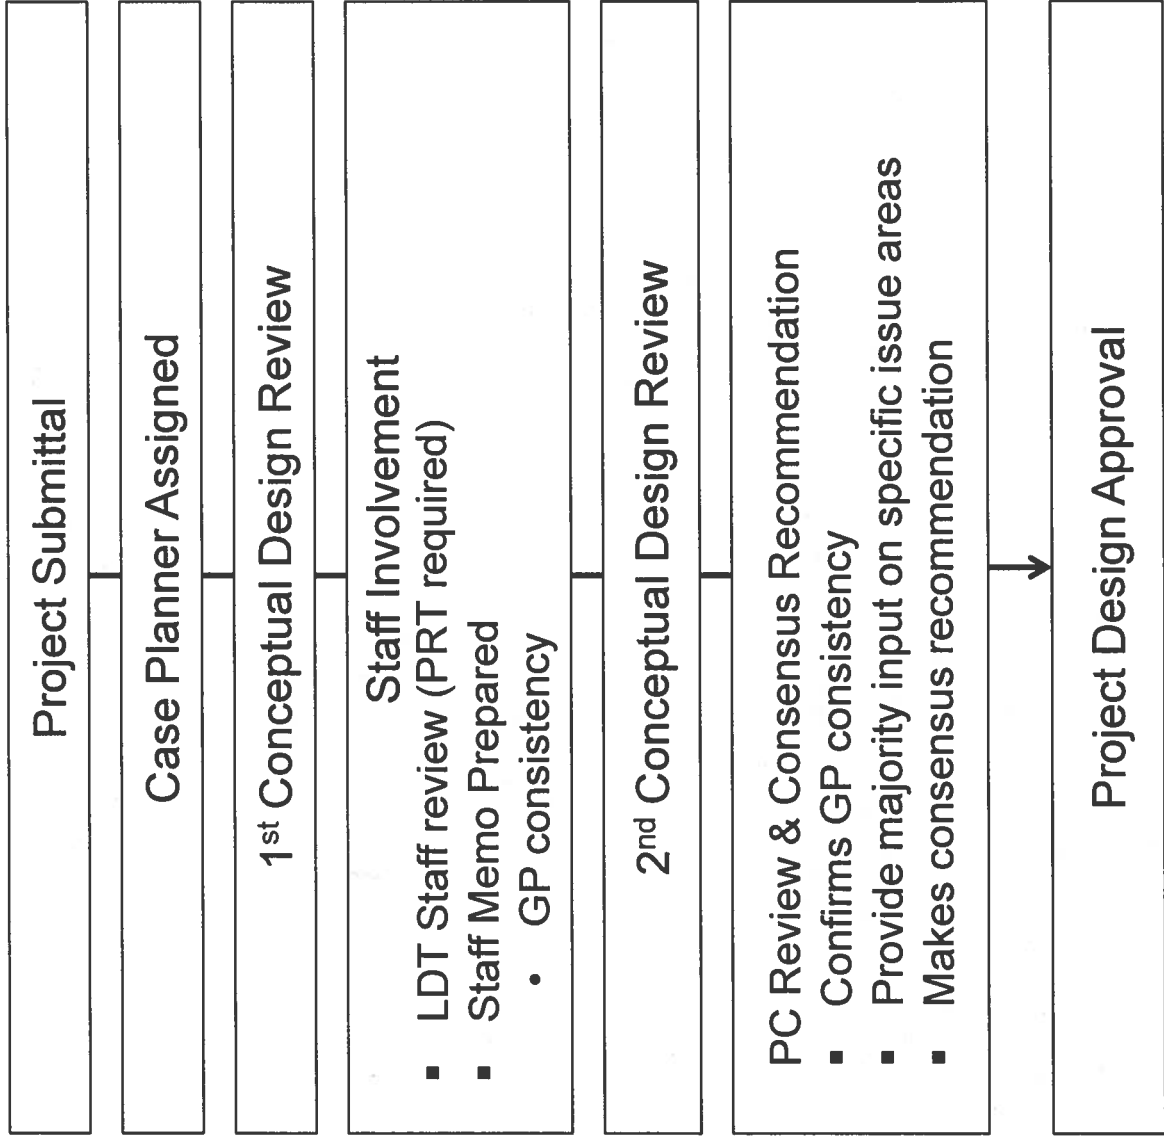 Project Submittal
Case Planner Assigned
1st Conceptual Design Review
Staff Involvement
▪ LDT Staff review (PRT required)
▪ Staff Memo Prepared
• GP consistency
2nd Conceptual Design Review
PC Review & Consensus Recommendation
▪ Confirms GP consistency
▪ Provide majority input on specific issue areas
▪ Makes consensus recommendation
Project Design Approval